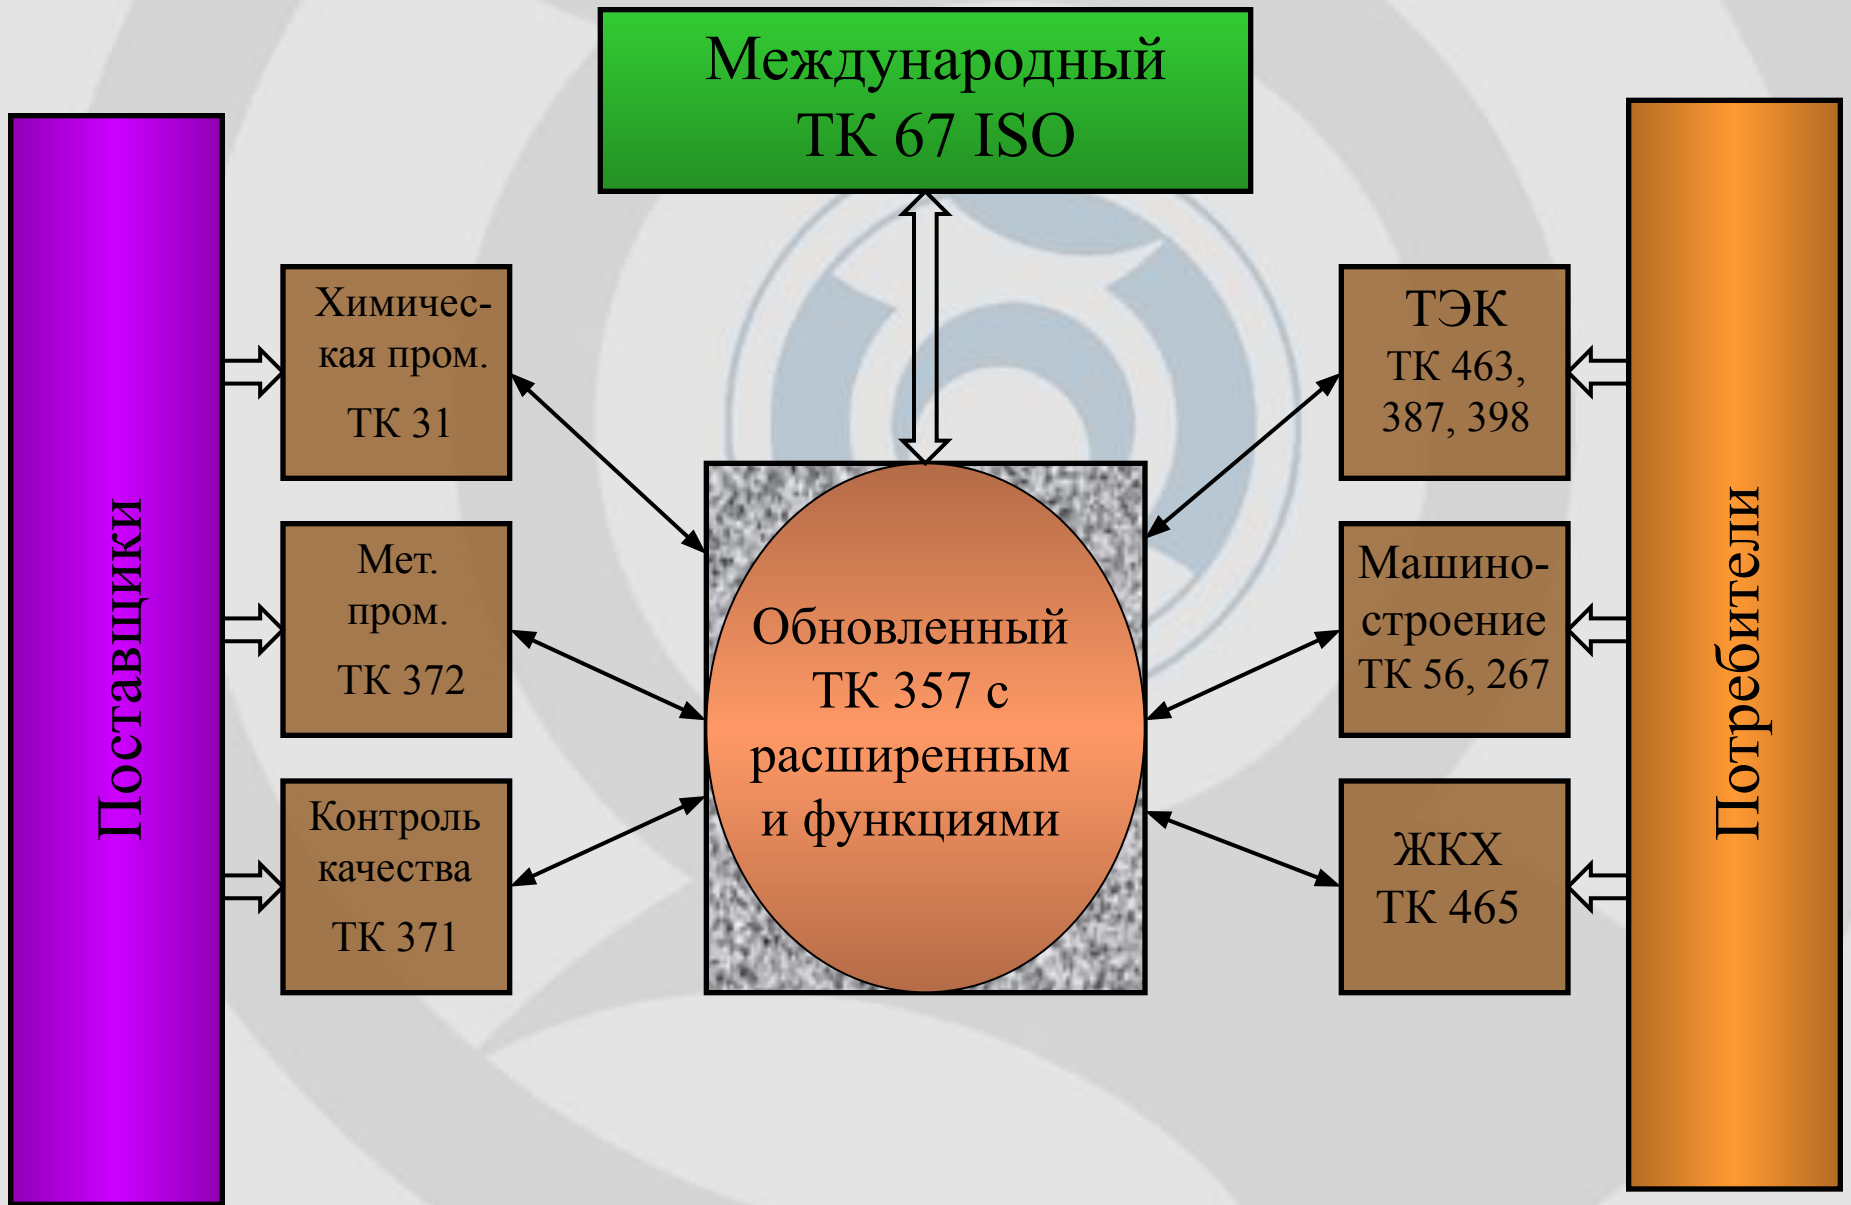 Международный
ТК 67 ISO
Поставщики
Химичес-
кая пром.
ТК 31
Мет.
пром.
ТК 372
Контроль
качества
ТК 371
Обновленный
ТК 357 с
расширенным
и функциями
ТЭК
ТК 463,
387, 398
Машино-
строение
ТК 56, 267
ЖКХ
ТК 465
Потребители